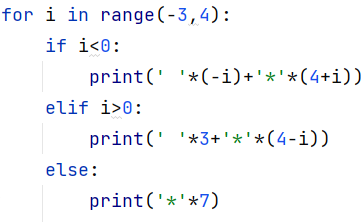 for i in range(-3,4):
    if i<0:
        print(' '*(-i)+'*'*(4+i))
    elif i>0:
        print(' '*3+'*'*(4-i))
    else:
        print('*'*7)